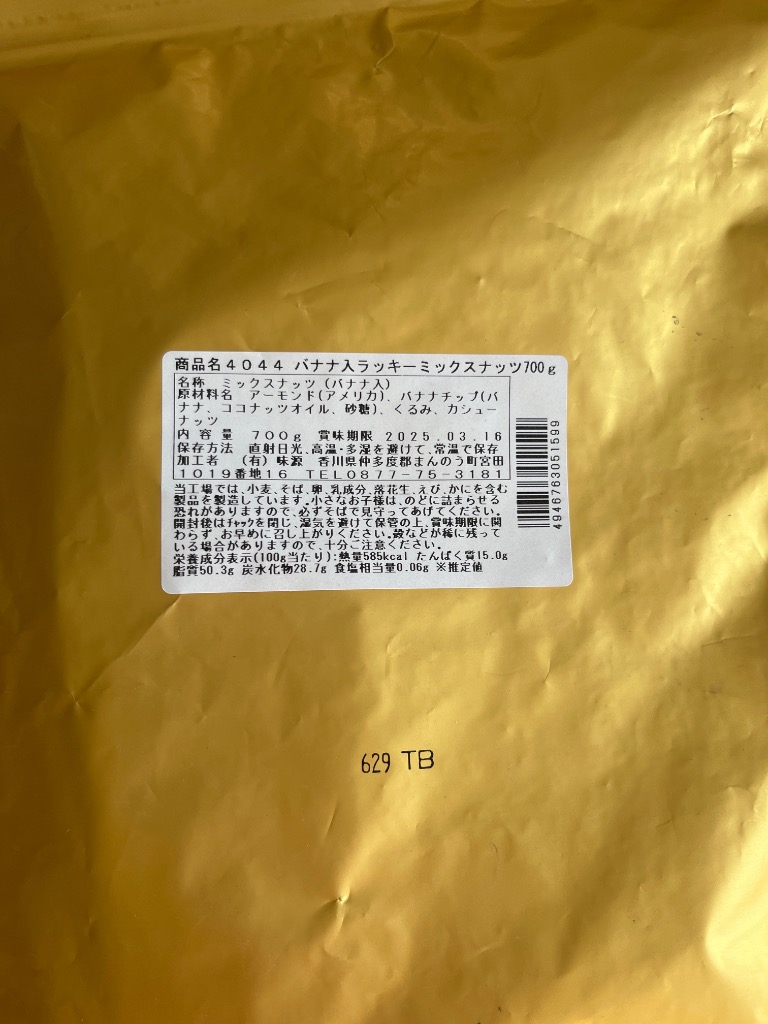 商品名4044 バナナ入ラッキーミックスナッツ700g
名称 ミックスナッツ（バナナ入）
原材料名 アーモンド(アメリカ)、バナナチップ(バ
ナナ、ココナッツオイル、砂糖)、くるみ、カシュー
ナッツ
内容量 700g 賞味期限 2025.03.16
保存方法 直射日光、高温・多湿を避けて、常温で保存
加工者 （有）味源 香川県仲多度郡まんのう町宮田
1019番地16 TEL0877-75-3181
当工場では、小麦、そば、卵、乳成分、落花生、えび、かにを含む
製品を製造しています。小さなお子様は、のどに詰まらせる
恐れがありますので、必ずそばで見守ってあげてください。
開封後はﾁｬｯｸを閉じ、湿気を避けて保管の上、賞味期限に関
わらず、お早めに召し上がりください。殻などが稀に残って
いる場合がありますので、十分ご注意ください。
栄養成分表示(100g当たり):熱量585kcal たんぱく質15.0g
脂質50.3g 炭水化物28.7g 食塩相当量0.06g ※推定値
4946763051599
629 TB